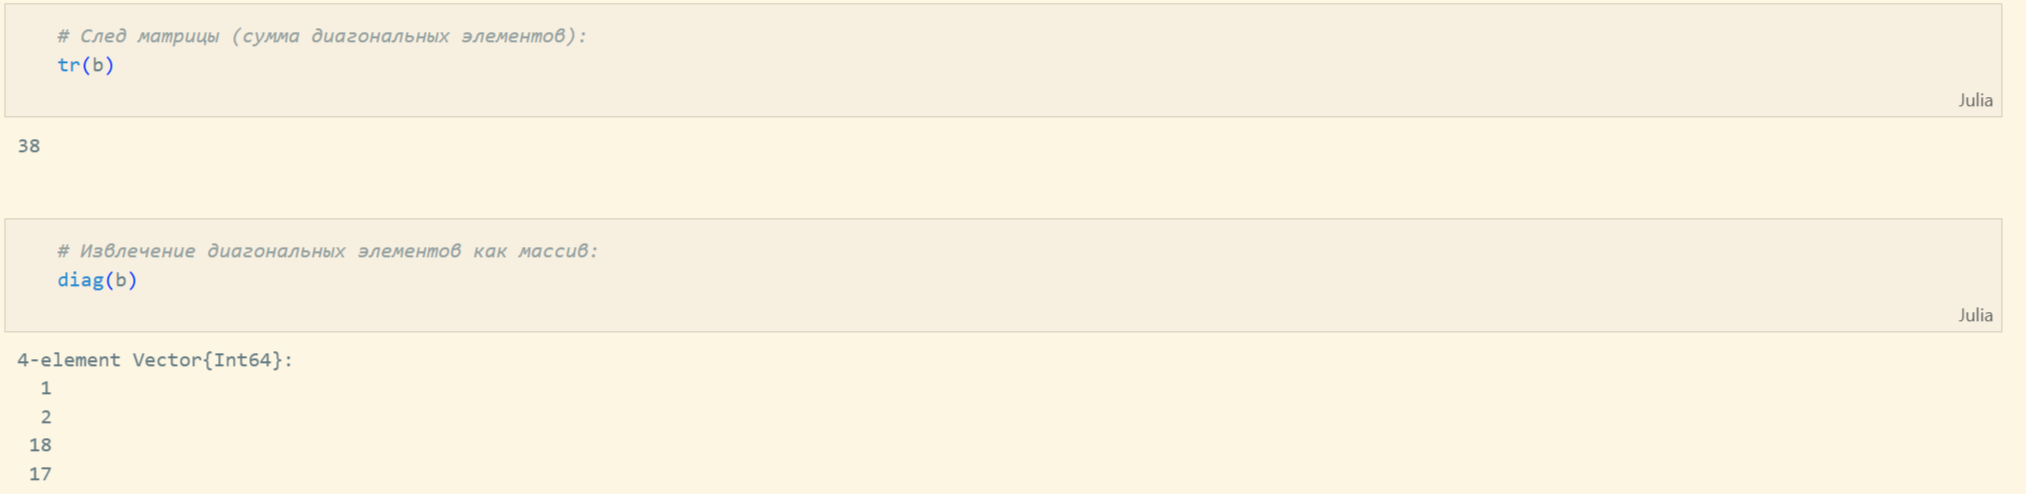 # След матрицы (сумма диагональных элементов):
tr(b)
Julia
38
# Извлечение диагональных элементов как массив:
diag(b)
Julia
4-element Vector{Int64}:
1
2
18
17